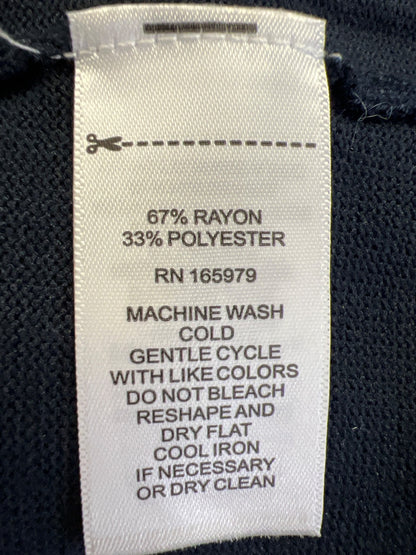 67% RAYON
33% POLYESTER
RN 165979
MACHINE WASH
COLD
GENTLE CYCLE
WITH LIKE COLORS
DO NOT BLEACH
RESHAPE AND
DRY FLAT
COOL IRON
IF NECESSARY
OR DRY CLEAN